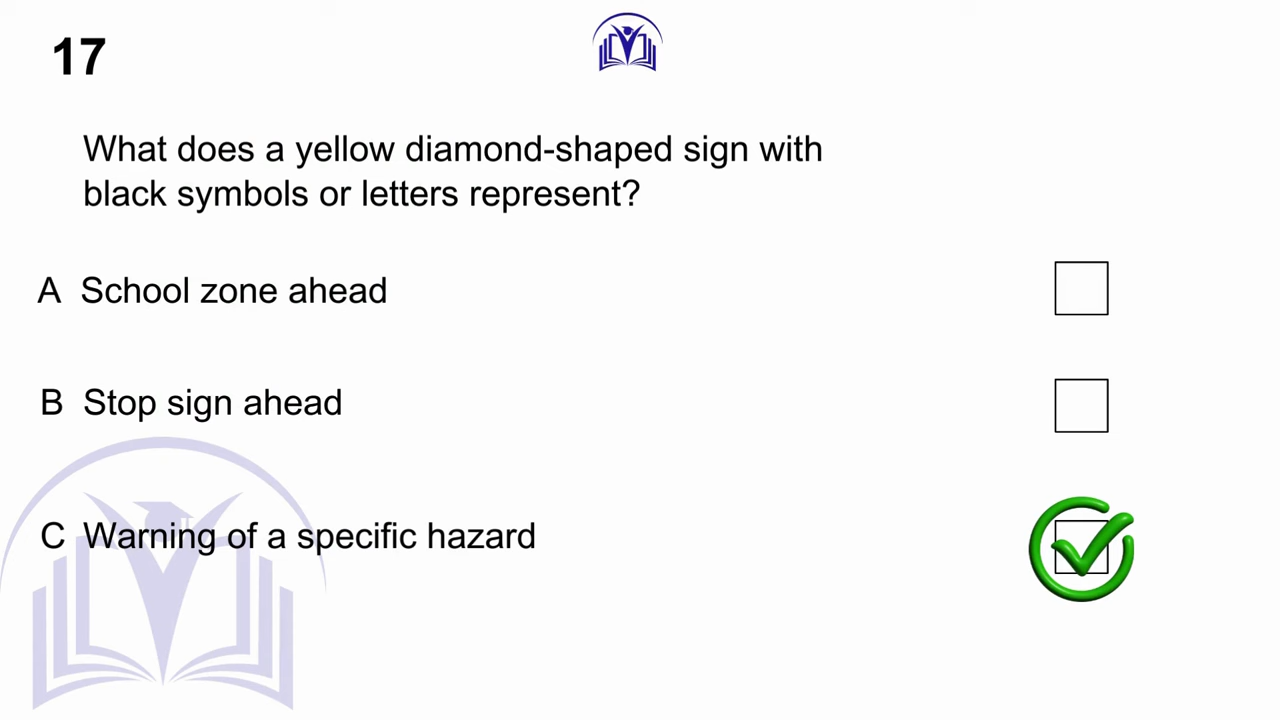 17
What does a yellow diamond-shaped sign with
black symbols or letters represent?
A School zone ahead
B Stop sign ahead
C Warning of a specific hazard